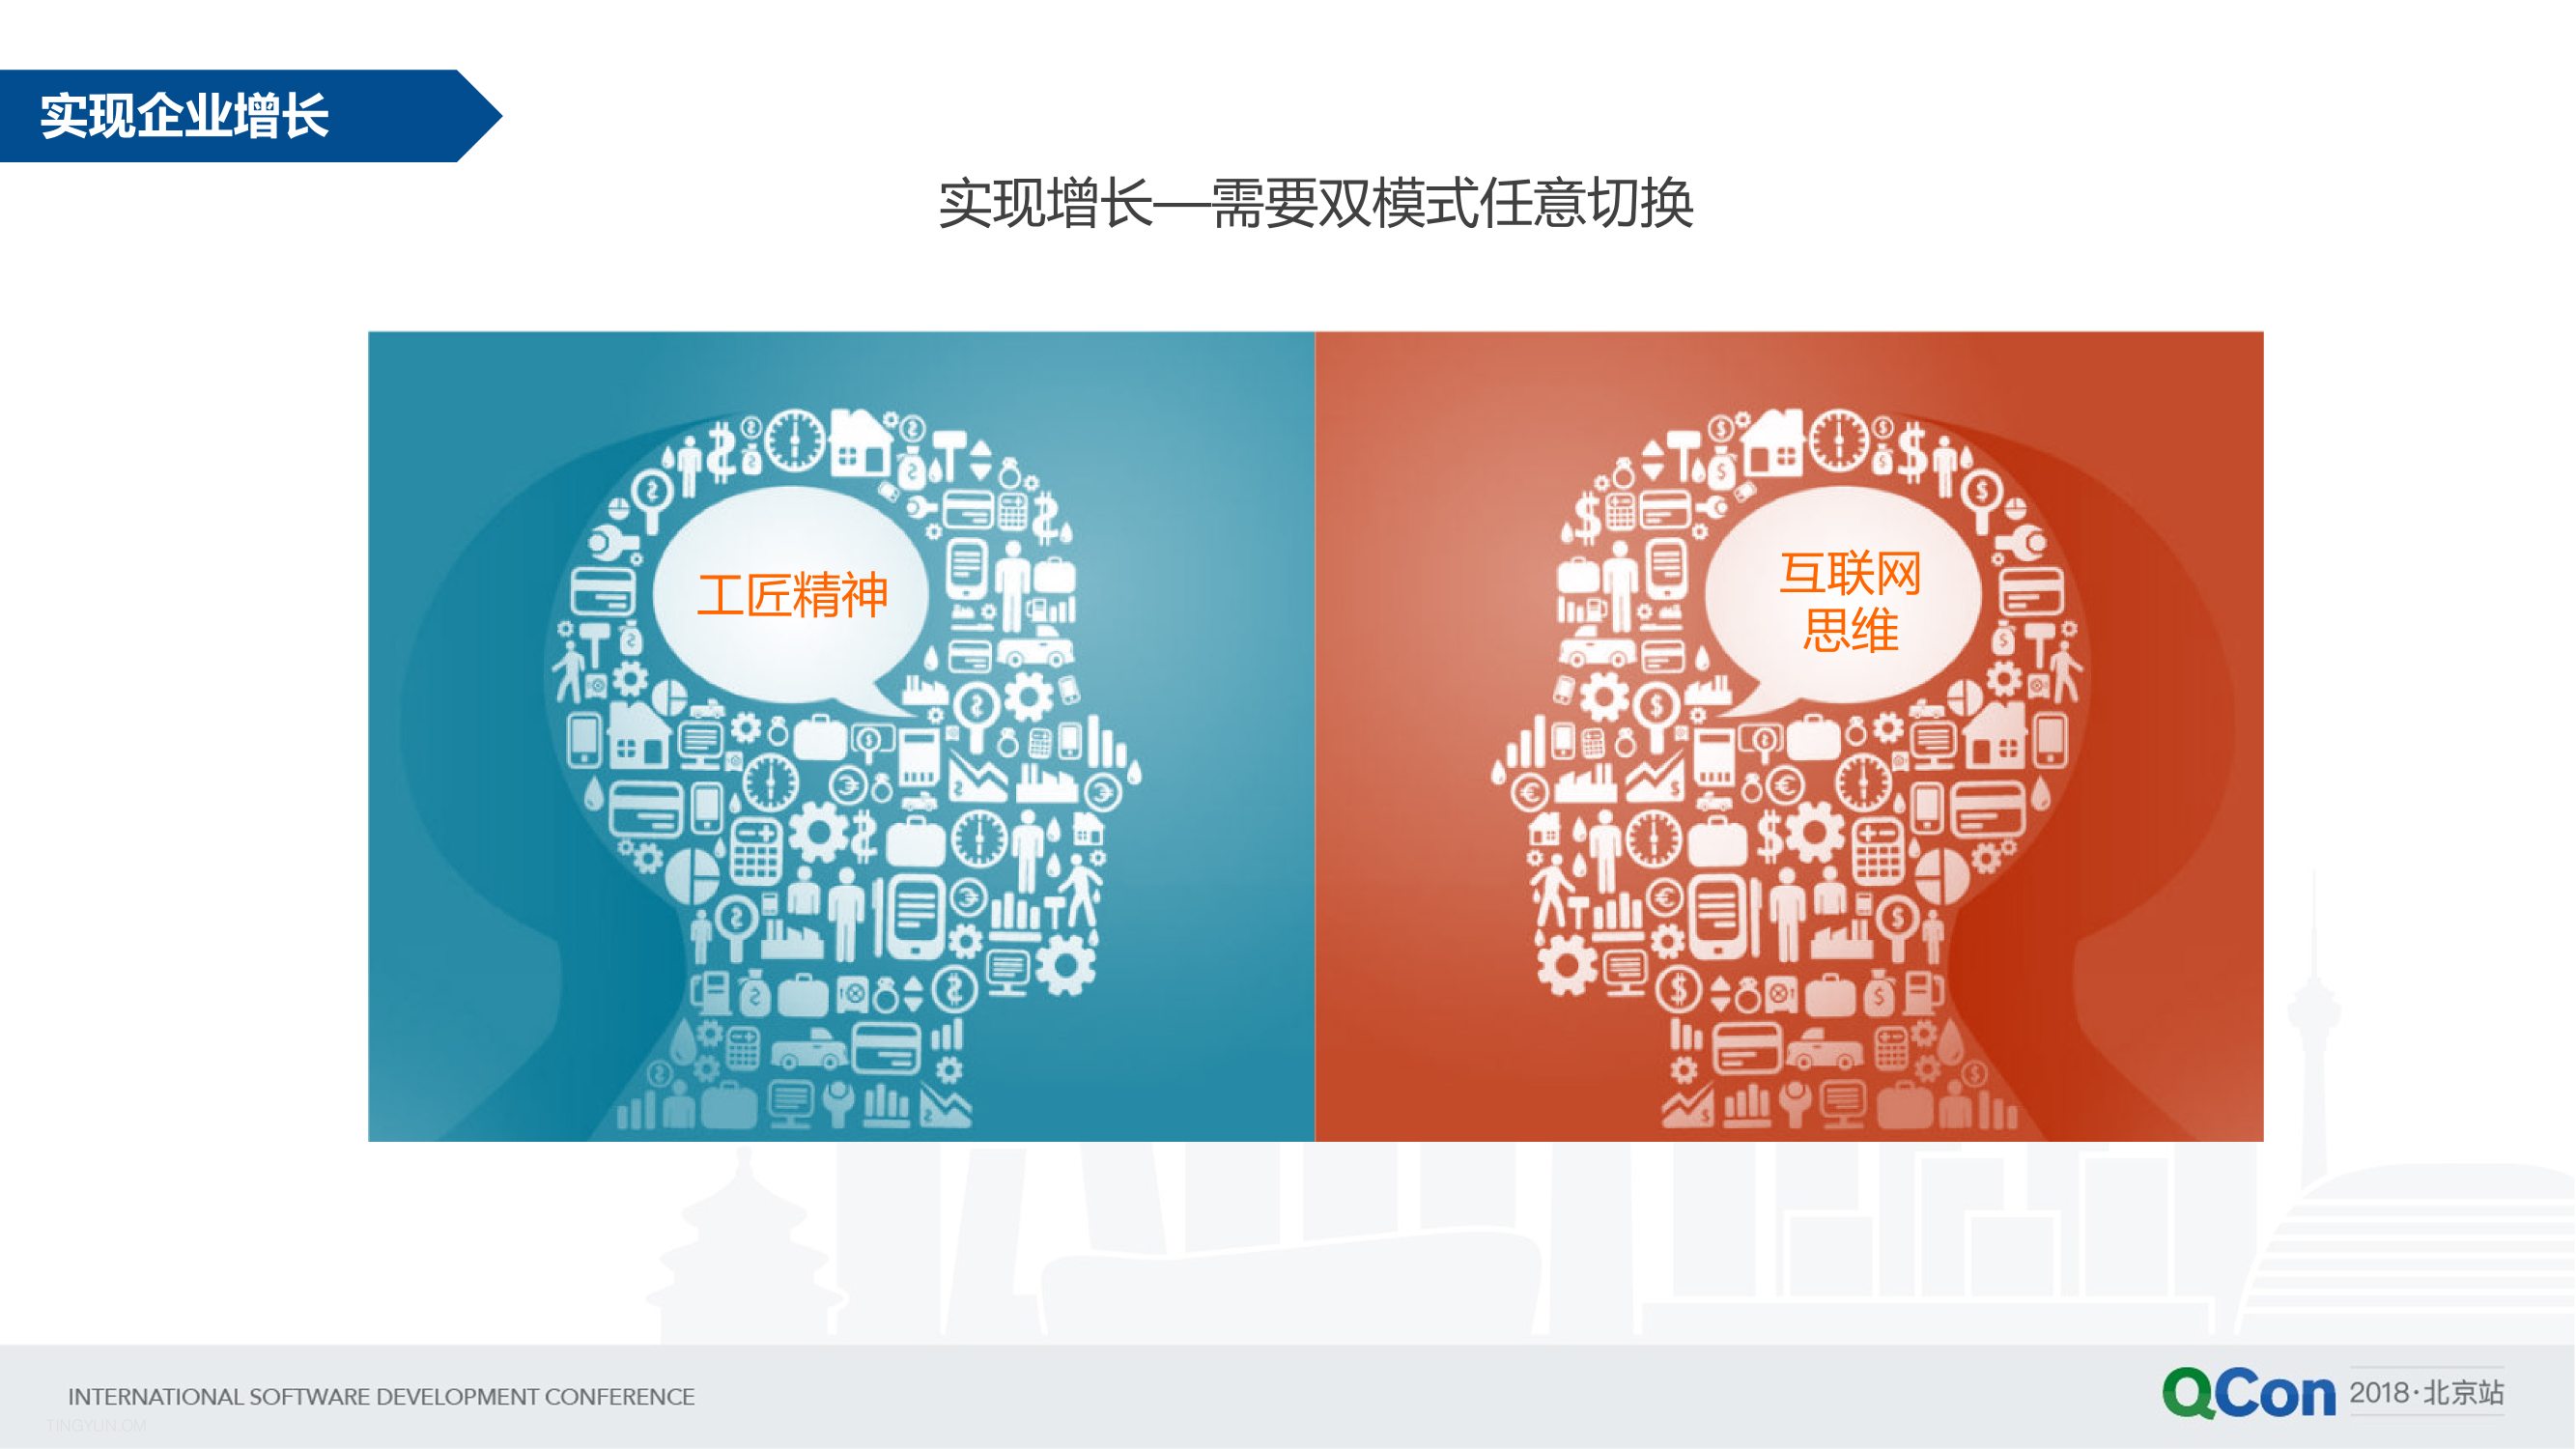 实现企业增长
实现增长—需要双模式任意切换
工匠精神
互联网
思维
INTERNATIONAL SOFTWARE DEVELOPMENT CONFERENCE
TINGYUN.OM
QCon 2018·北京站